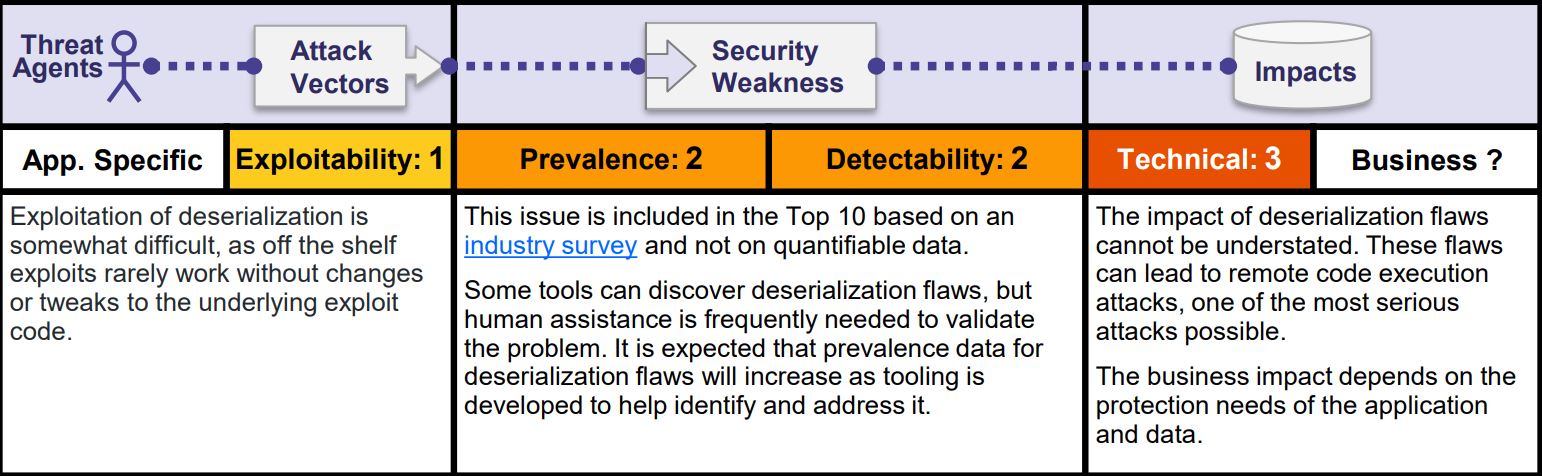 Threat
Agents
Attack
Vectors
Security
Weakness
Impacts
App. Specific
Exploitability: 1
Prevalence: 2
Detectability: 2
Technical: 3
Business ?
Exploitation of deserialization is
somewhat difficult, as off the shelf
exploits rarely work without changes
or tweaks to the underlying exploit
code.
This issue is included in the Top 10 based on an
industry survey and not on quantifiable data.
Some tools can discover deserialization flaws, but
human assistance is frequently needed to validate
the problem. It is expected that prevalence data for
deserialization flaws will increase as tooling is
developed to help identify and address it.
The impact of deserialization flaws
cannot be understated. These flaws
can lead to remote code execution
attacks, one of the most serious
attacks possible.
The business impact depends on the
protection needs of the application
and data.